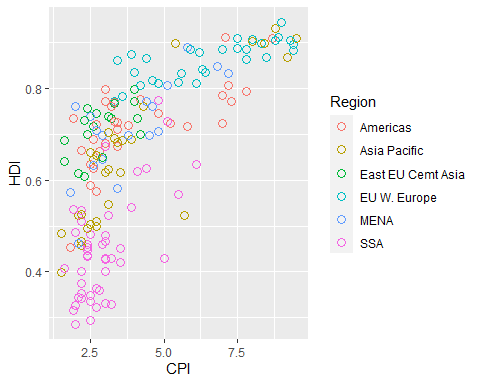 HDI
0.8
0.6
0.4
2.5 5.0 7.5
CPI
Region
Americas
Asia Pacific
East EU Cemt Asia
EU W. Europe
MENA
SSA